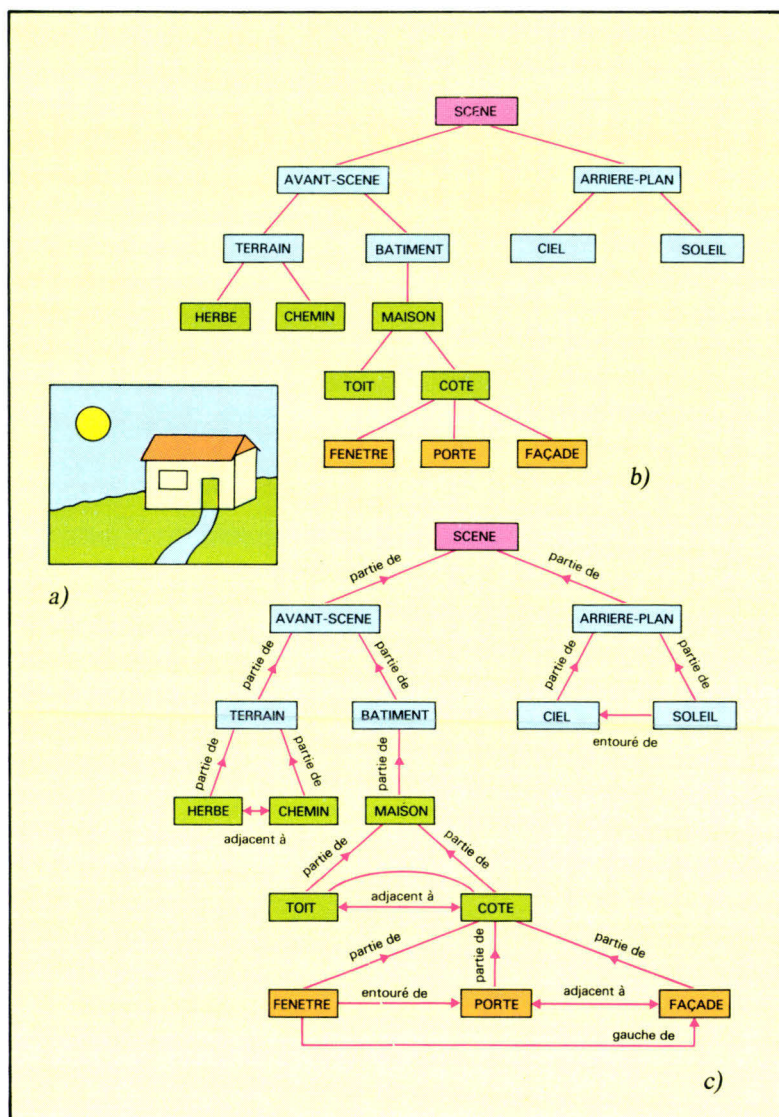 SCENE
AVANT-SCENE ARRIERE-PLAN
TERRAIN BATIMENT CIEL SOLEIL
HERBE CHEMIN MAISON
TOIT COTE
FENETRE PORTE FAÇADE
b)
a)
SCENE
partie de partie de
AVANT-SCENE ARRIERE-PLAN
partie de partie de partie de partie de
TERRAIN BATIMENT CIEL SOLEIL
entouré de
partie de partie de partie de
HERBE CHEMIN MAISON
adjacent à
partie de partie de
adjacent à
TOIT COTE
partie de partie de partie de
entouré de adjacent à
FENETRE PORTE FAÇADE
gauche de
c)